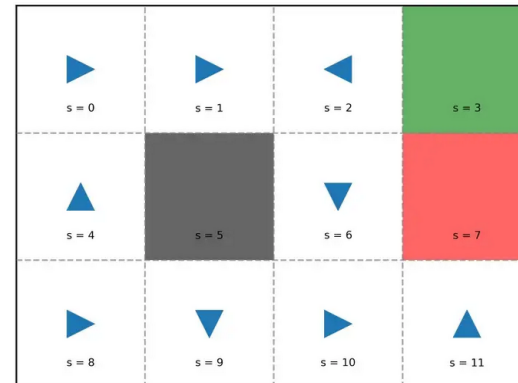 s = 0 s = 1 s = 2 s = 3
s = 4 s = 5 s = 6 s = 7
s = 8 s = 9 s = 10 s = 11